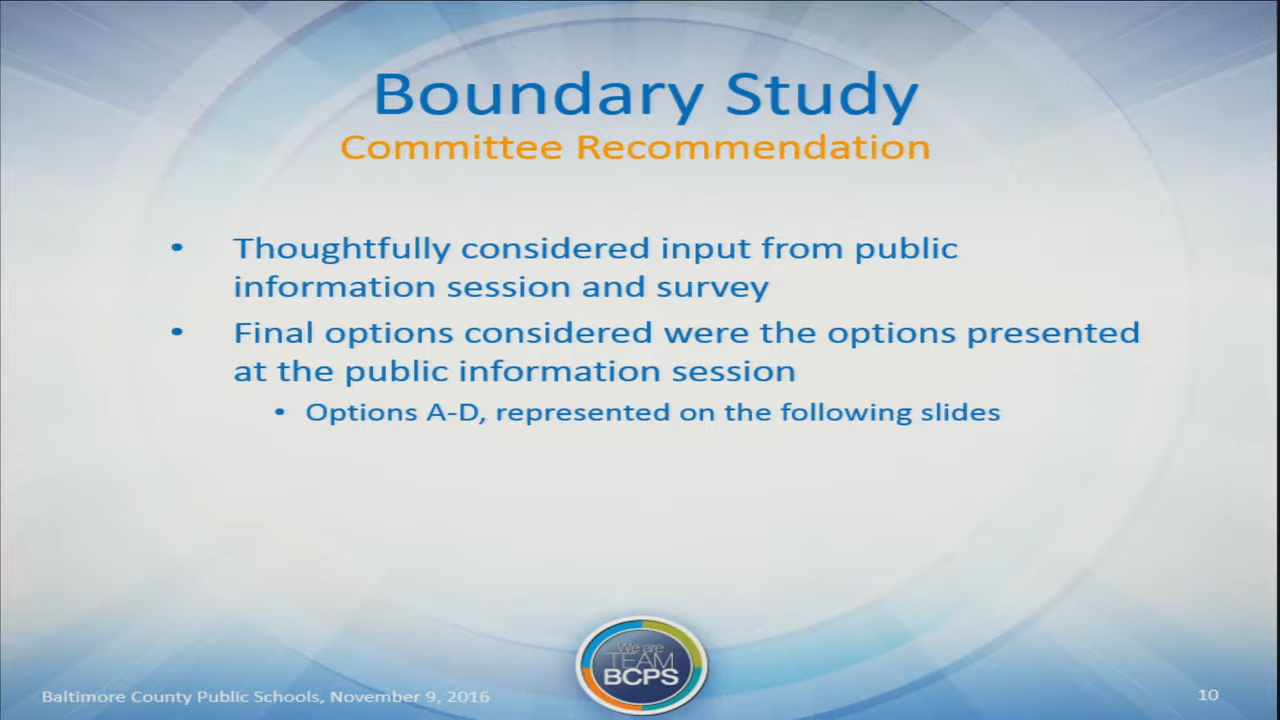 Boundary Study
Committee Recommendation
• Thoughtfully considered input from public
information session and survey
• Final options considered were the options presented
at the public information session
• Options A-D, represented on the following slides
We are
TEAM
BCPS
Baltimore County Public Schools, November 9, 2016
10